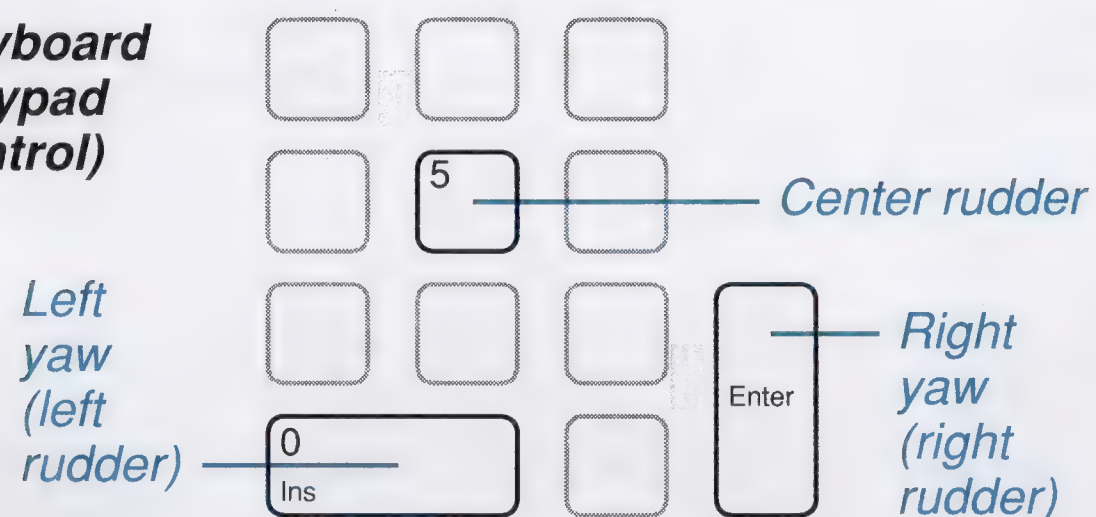 5
Center rudder
Left
yaw
(left
rudder)
0
Ins
Enter
Right
yaw
(right
rudder)